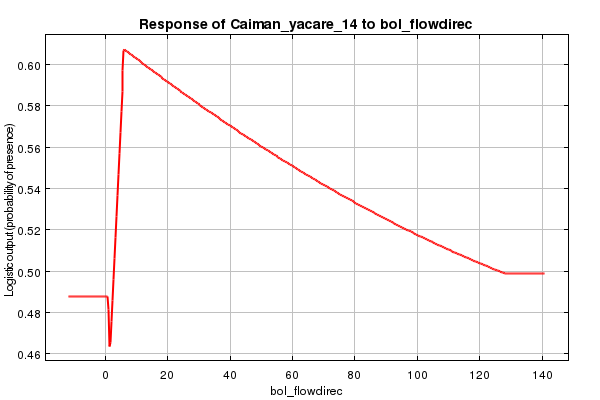 Response of Caiman_yacare_14 to bol_flowdirec
Logistic output (probability of presence)
0.60
0.58
0.56
0.54
0.52
0.50
0.48
0.46
0 20 40 60 80 100 120 140
bol_flowdirec